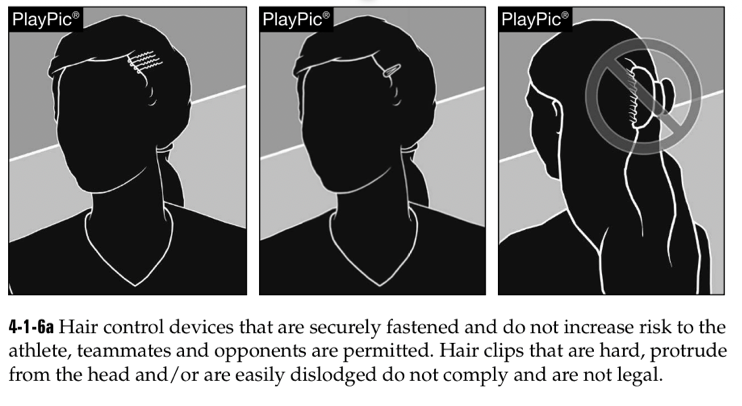 PlayPic®
PlayPic®
PlayPic®
4-1-6a Hair control devices that are securely fastened and do not increase risk to the
athlete, teammates and opponents are permitted. Hair clips that are hard, protrude
from the head and/or are easily dislodged do not comply and are not legal.